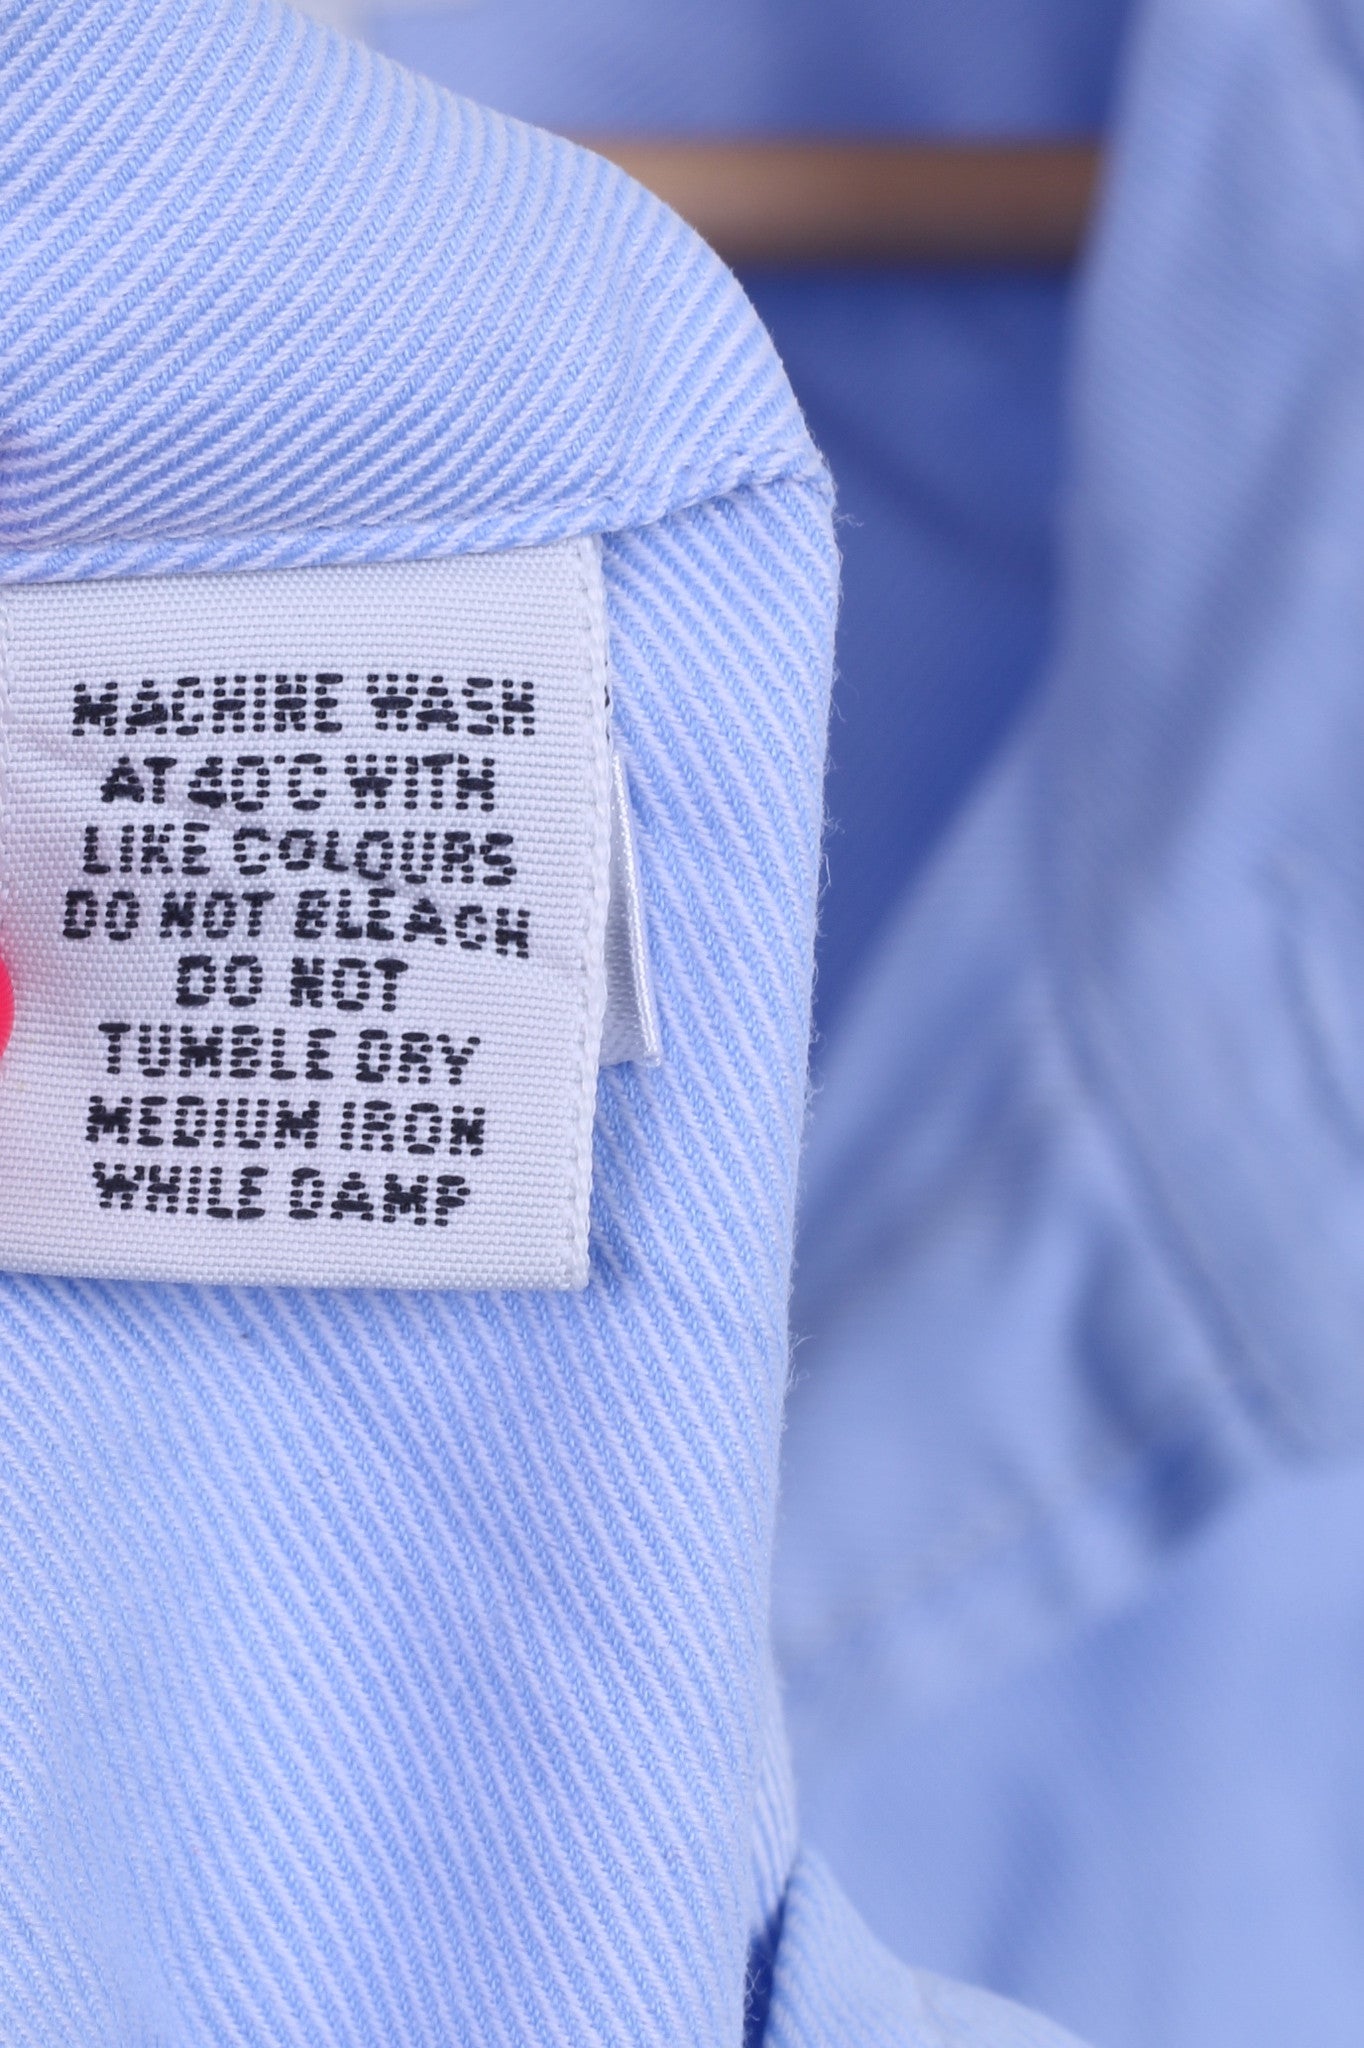 MACHINE WASH
AT 40°C WITH
LIKE COLOURS
DO NOT BLEACH
DO NOT
TUMBLE DRY
MEDIUM IRON
WHILE DAMP